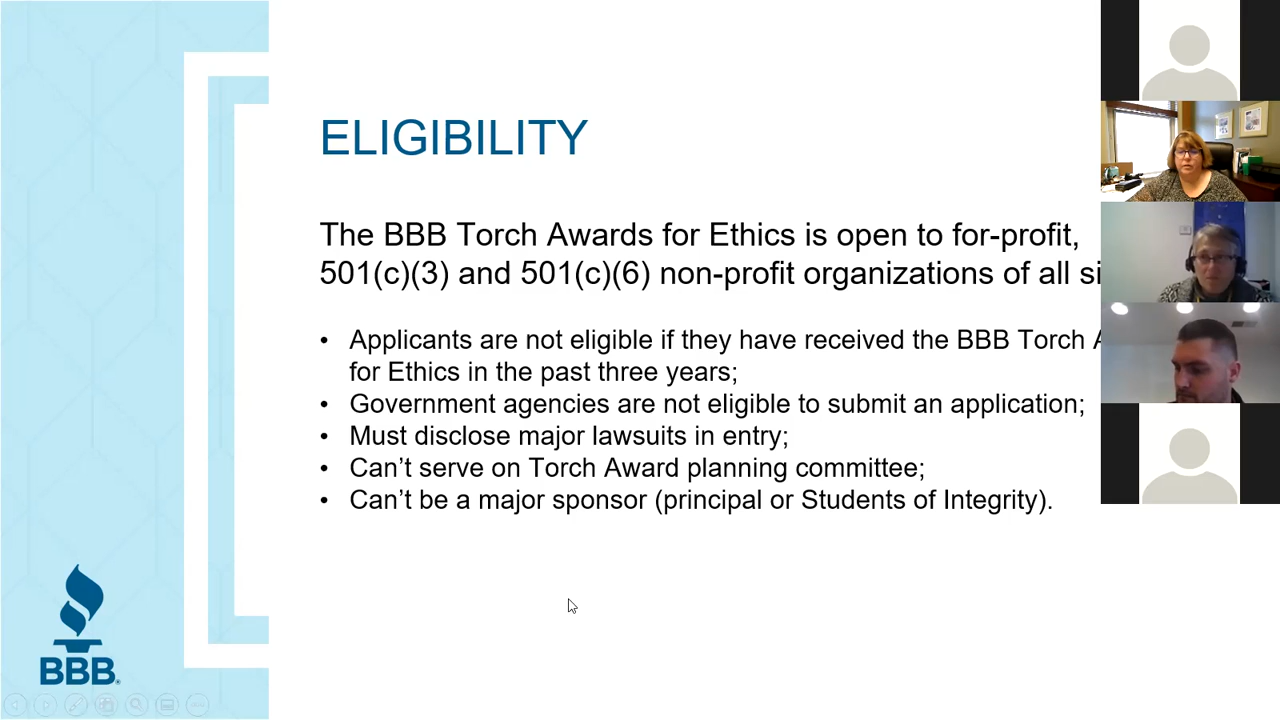 ELIGIBILITY
The BBB Torch Awards for Ethics is open to for-profit,
501(c)(3) and 501(c)(6) non-profit organizations of all si
• Applicants are not eligible if they have received the BBB Torch A
for Ethics in the past three years;
• Government agencies are not eligible to submit an application;
• Must disclose major lawsuits in entry;
• Can’t serve on Torch Award planning committee;
• Can’t be a major sponsor (principal or Students of Integrity).
BBB